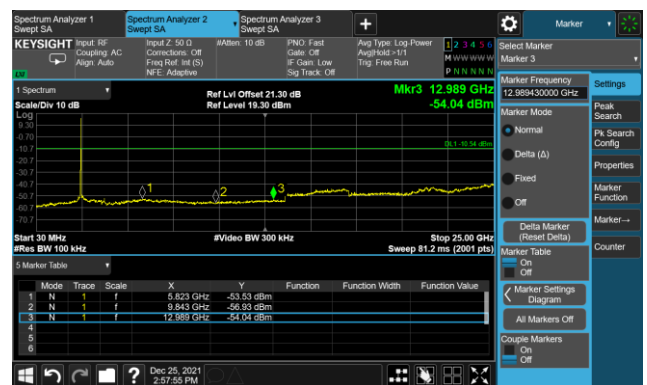 Spectrum Analyzer 1
Swept SA
Spectrum Analyzer 2
Swept SA
Spectrum Analyzer 3
Swept SA
Marker
KEYSIGHT
Input: RF
Coupling: AC
Align: Auto
Input Z: 50 Ω
Corrections: Off
Freq Ref: Int (S)
NFE: Adaptive
#Atten: 10 dB
PNO: Fast
Gate: Off
IF Gain: Low
Sig Track: Off
Avg Type: Log-Power
Avg|Hold:>1/1
Trig: Free Run
1 2 3 4 5 6
M W W W W W
P N N N N N
Select Marker
Marker 3
1 Spectrum
Scale/Div 10 dB
Ref Lvl Offset 21.30 dB
Ref Level 19.30 dBm
Mkr3 12.989 GHz
-54.04 dBm
Log
9.30
-0.70
-10.7
-20.7
-30.7
-40.7
-50.7
-60.7
-70.7
DL1 -10.54 dBm
1
2
3
Start 30 MHz
#Res BW 100 kHz
#Video BW 300 kHz
Stop 25.00 GHz
Sweep 81.2 ms (2001 pts)
5 Marker Table
Mode Trace Scale X Y Function Function Width Function Value
1 N 1 f 5.823 GHz -53.53 dBm
2 N 1 f 9.843 GHz -56.93 dBm
3 N 1 f 12.989 GHz -54.04 dBm
4
5
6
Marker Frequency
12.989430000 GHz
Marker Mode
Normal
Delta (Δ)
Fixed
Off
Delta Marker
(Reset Delta)
Marker Table
On
Off
Marker Settings
Diagram
All Markers Off
Couple Markers
On
Off
Settings
Peak
Search
Pk Search
Config
Properties
Marker
Function
Marker→
Counter
?
Dec 25, 2021
2:57:55 PM